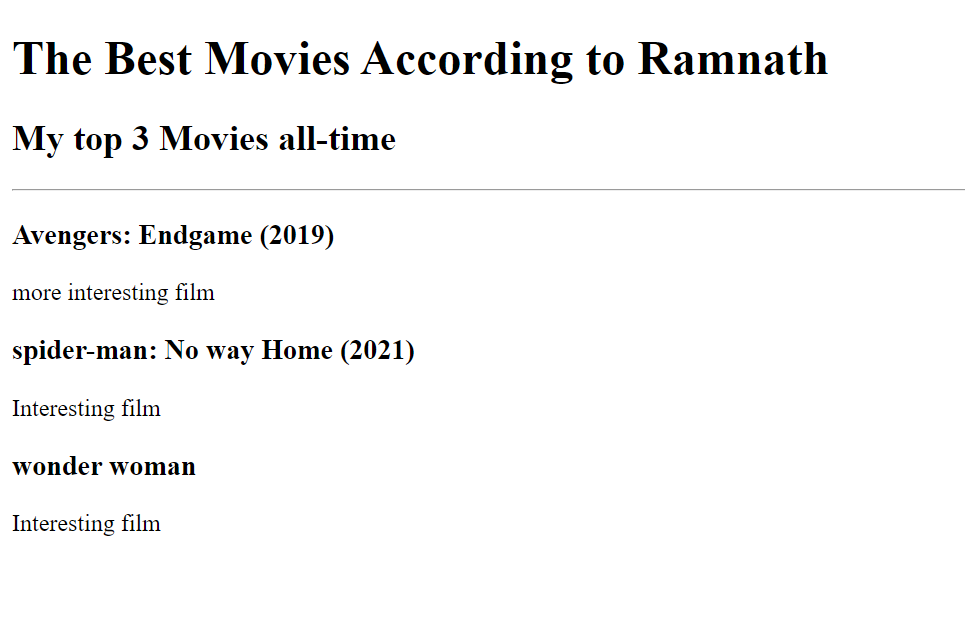 The Best Movies According to Ramnath
My top 3 Movies all-time
Avengers: Endgame (2019)
more interesting film
spider-man: No way Home (2021)
Interesting film
wonder woman
Interesting film